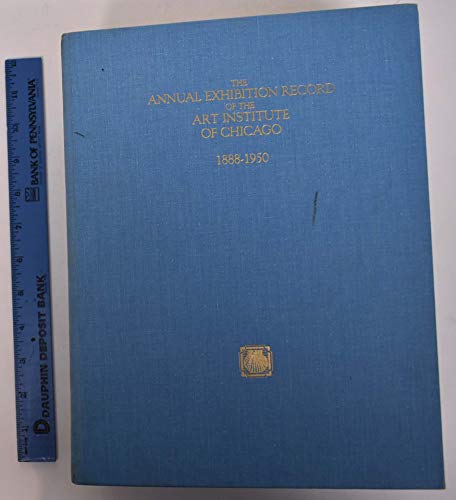 THE
ANNUAL EXHIBITION RECORD
OF THE
ART INSTITUTE
OF CHICAGO
1888-1950
D DAUPHIN DEPOSIT BANK
BANK OF PENNSYLVANIA